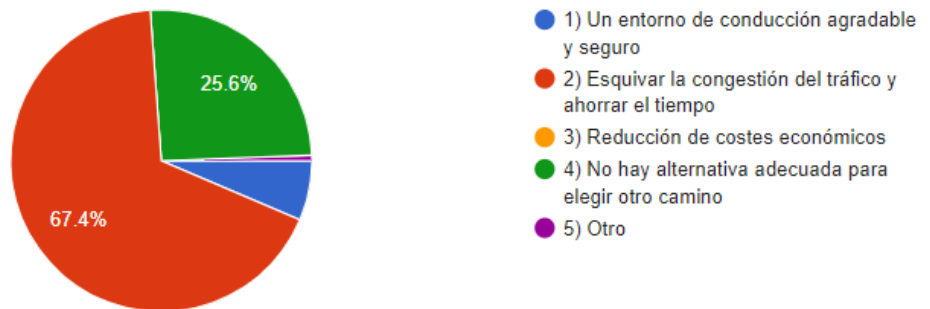 25.6%
67.4%
1) Un entorno de conducción agradable
y seguro
2) Esquivar la congestión del tráfico y
ahorrar el tiempo
3) Reducción de costes económicos
4) No hay alternativa adecuada para
elegir otro camino
5) Otro